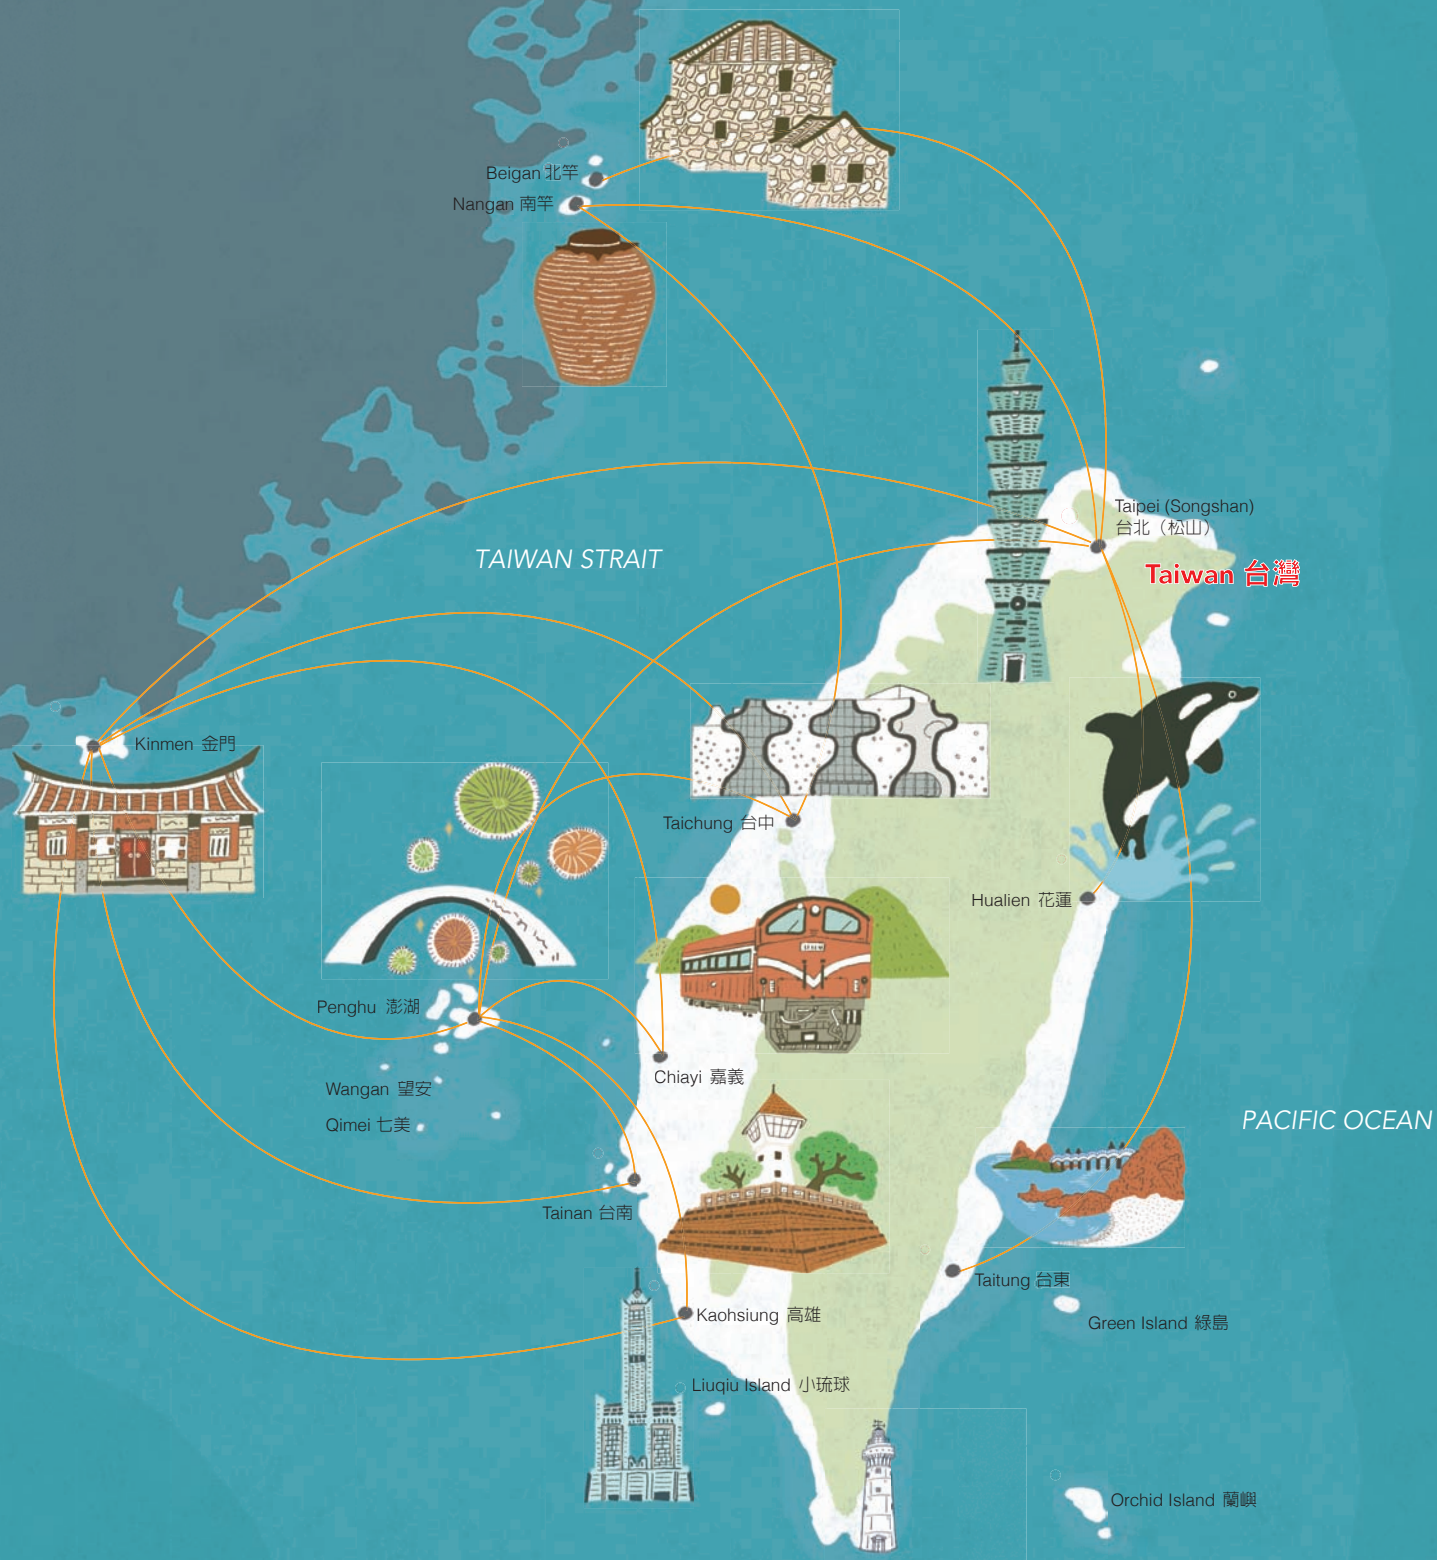 Beigan 北竿
Nangan 南竿
Taipei (Songshan)
台北（松山）
TAIWAN STRAIT
Taiwan 台灣
Kinmen 金門
Taichung 台中
Hualien 花蓮
Penghu 澎湖
Chiayi 嘉義
Wangan 望安
Qimei 七美
PACIFIC OCEAN
Tainan 台南
Taitung 台東
Kaohsiung 高雄
Green Island 綠島
Liuqiu Island 小琉球
Orchid Island 蘭嶼